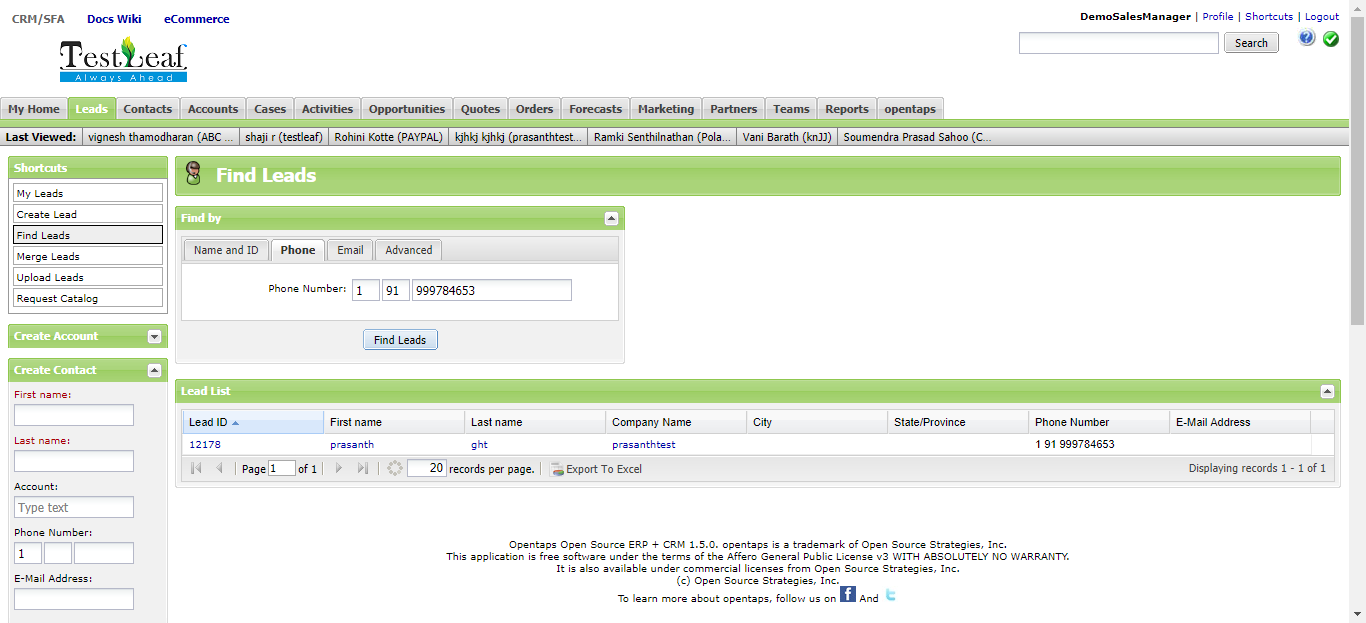 CRM/SFA Docs Wiki eCommerce
DemoSalesManager | Profile | Shortcuts | Logout
Search
TestLeaf
Always Ahead
My Home Leads Contacts Accounts Cases Activities Opportunities Quotes Orders Forecasts Marketing Partners Teams Reports opentaps
Last Viewed: vignesh thamodharan (ABC ... shaji r (testleaf) Rohini Kotte (PAYPAL) kjhkj kjhkj (prasanthtest... Ramki Senthilnathan (Pola... Vani Barath (knJJ) Soumendra Prasad Sahoo (C...
Shortcuts
My Leads
Create Lead
Find Leads
Merge Leads
Upload Leads
Request Catalog
Create Account
Create Contact
First name:
Last name:
Account:
Type text
Phone Number:
1
E-Mail Address:
Find Leads
Find by
Name and ID Phone Email Advanced
Phone Number: 1 91 999784653
Find Leads
Lead List
Lead ID First name Last name Company Name City State/Province Phone Number E-Mail Address
12178 prasanth ght prasanthtest 1 91 999784653
Page 1 of 1 20 records per page. Export To Excel Displaying records 1 - 1 of 1
Opentaps Open Source ERP + CRM 1.5.0. opentaps is a trademark of Open Source Strategies, Inc.
This application is free software under the terms of the Affero General Public License v3 WITH ABSOLUTELY NO WARRANTY.
It is also available under commercial licenses from Open Source Strategies, Inc.
(c) Open Source Strategies, Inc.
To learn more about opentaps, follow us on f And t